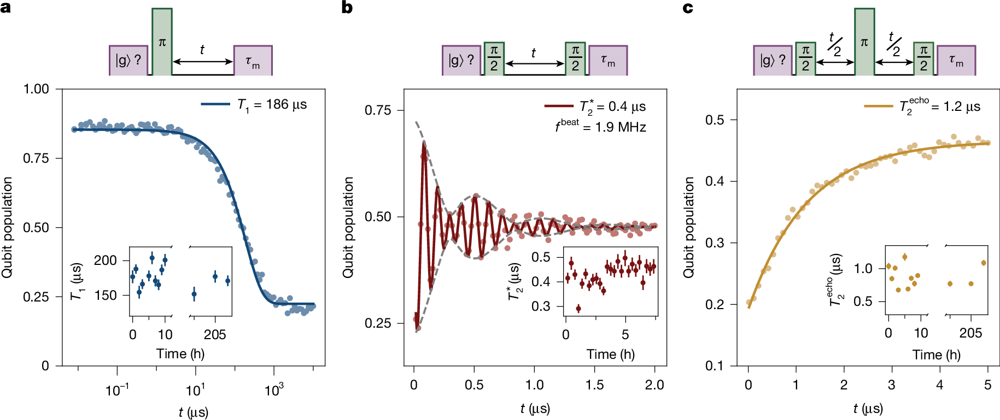 a
|g⟩ ?
π
t
τm
1.00
0.75
0.50
0.25
0
Qubit population
T1 = 186 μs
200
150
T1 (μs)
0
10
205
Time (h)
10−1
101
103
t (μs)
b
|g⟩ ?
π
2
t
π
2
τm
0.75
0.50
0.25
Qubit population
T2* = 0.4 μs
fbeat = 1.9 MHz
0.5
0.4
0.3
T2* (μs)
0
5
Time (h)
0
0.5
1.0
1.5
2.0
t (μs)
c
|g⟩ ?
π
2
t/2
π
t/2
π
2
τm
0.5
0.4
0.3
0.2
0.1
Qubit population
T2echo = 1.2 μs
1.0
0.5
T2echo (μs)
0
10
205
Time (h)
0
1
2
3
4
5
t (μs)